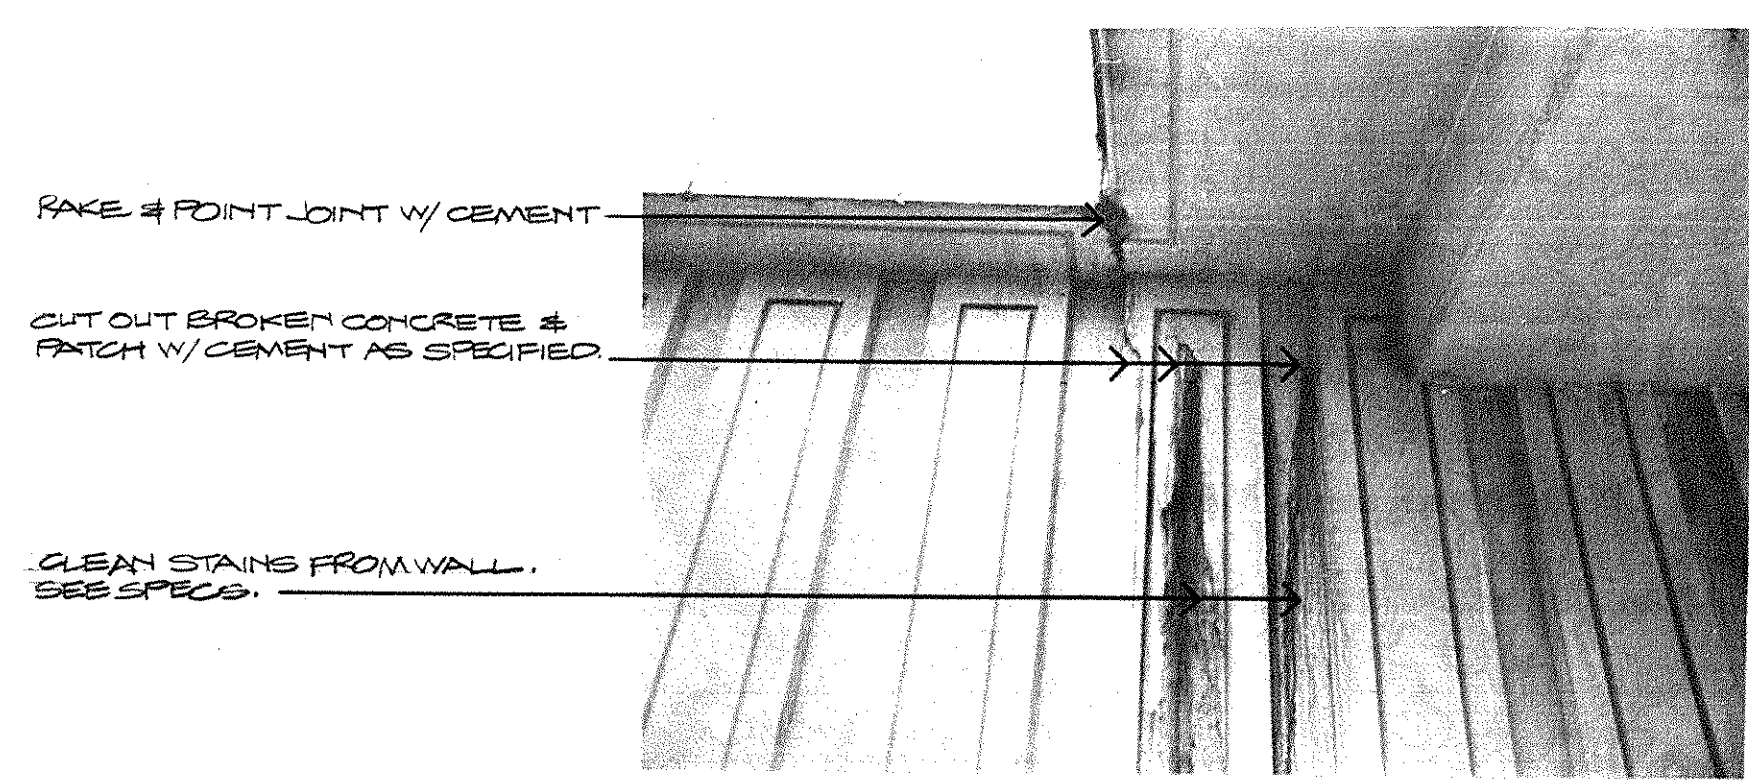 RAKE & POINT JOINT W/ CEMENT
CUT OUT BROKEN CONCRETE &
PATCH W/ CEMENT AS SPECIFIED.
CLEAN STAINS FROM WALL.
SEE SPECS.